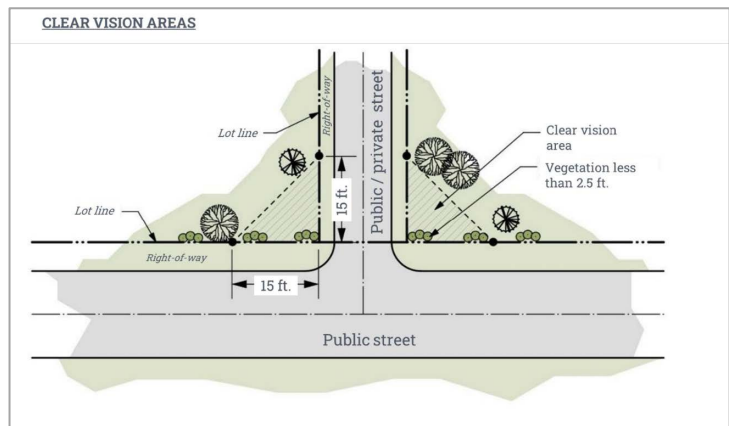 CLEAR VISION AREAS
Right-of-way
Public / private street
Lot line
Clear vision
area
Vegetation less
than 2.5 ft.
15 ft.
Lot line
Right-of-way
15 ft.
Public street